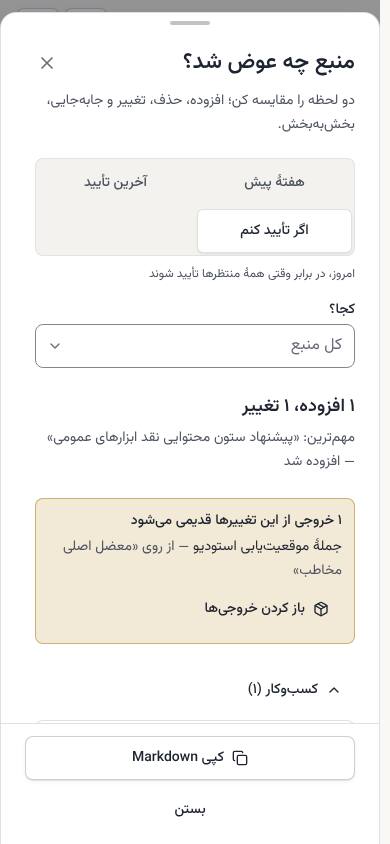 منبع چه عوض شد؟
دو لحظه را مقایسه کن؛ افزوده، حذف، تغییر و جابه‌جایی،
بخش‌به‌بخش.
هفتهٔ پیش
آخرین تأیید
اگر تأیید کنم
امروز، در برابر وقتی همهٔ منتظرها تأیید شوند
کجا؟
کل منبع
۱ افزوده، ۱ تغییر
مهم‌ترین: «پیشنهاد ستون محتوایی نقد ابزارهای عمومی»
— افزوده شد
۱ خروجی از این تغییرها قدیمی می‌شود
جملهٔ موقعیت‌یابی استودیو — از روی «معضل اصلی
مخاطب»
باز کردن خروجی‌ها
کسب‌وکار (۱)
کپی Markdown
بستن